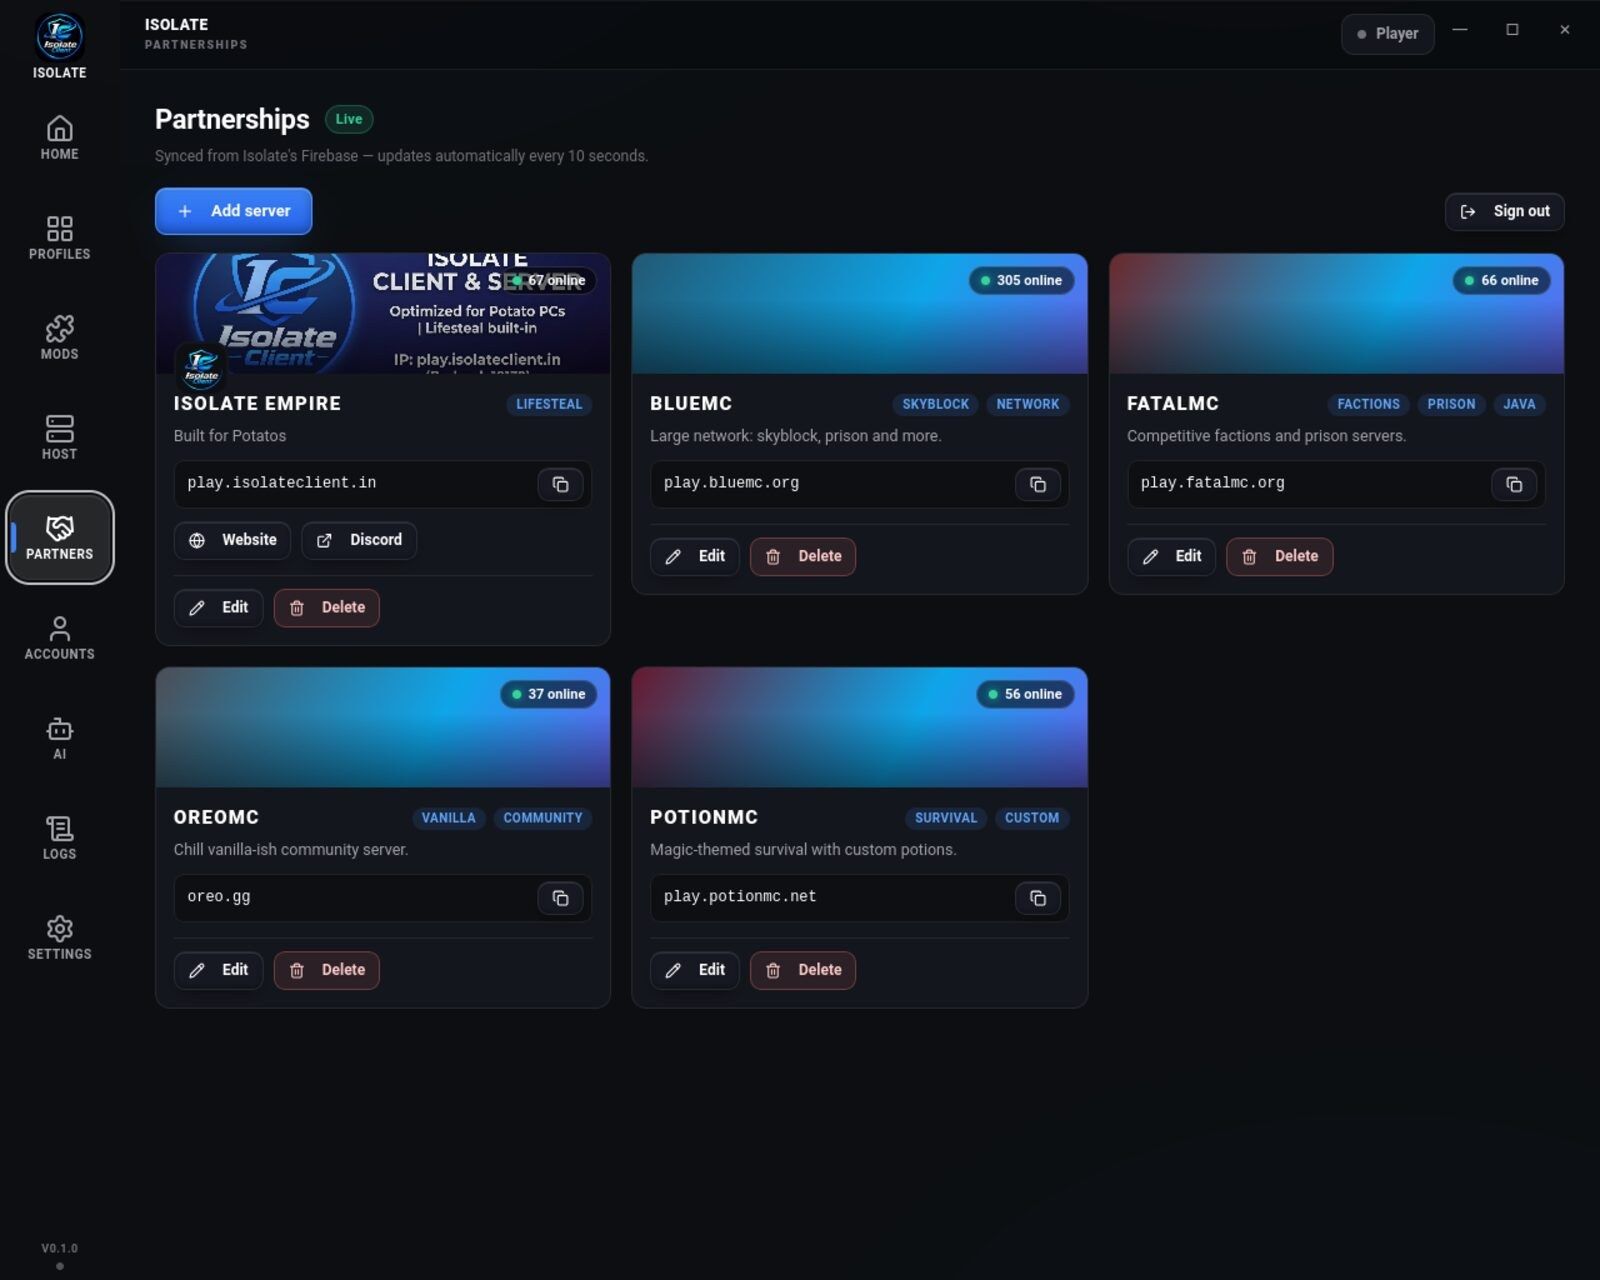 Isolate
Client
ISOLATE
HOME
PROFILES
MODS
HOST
PARTNERS
ACCOUNTS
AI
LOGS
SETTINGS
V0.1.0
ISOLATE
PARTNERSHIPS
Player
Partnerships
Live
Synced from Isolate's Firebase — updates automatically every 10 seconds.
Add server
Sign out
Isolate
Client
ISOLATE
CLIENT & SERVER
Optimized for Potato PCs
| Lifesteal built-in
IP: play.isolateclient.in
67 online
Isolate
Client
ISOLATE EMPIRE
LIFESTEAL
Built for Potatos
play.isolateclient.in
Website
Discord
Edit
Delete
305 online
BLUEMC
SKYBLOCK
NETWORK
Large network: skyblock, prison and more.
play.bluemc.org
Edit
Delete
66 online
FATALMC
FACTIONS
PRISON
JAVA
Competitive factions and prison servers.
play.fatalmc.org
Edit
Delete
37 online
OREOMC
VANILLA
COMMUNITY
Chill vanilla-ish community server.
oreo.gg
Edit
Delete
56 online
POTIONMC
SURVIVAL
CUSTOM
Magic-themed survival with custom potions.
play.potionmc.net
Edit
Delete